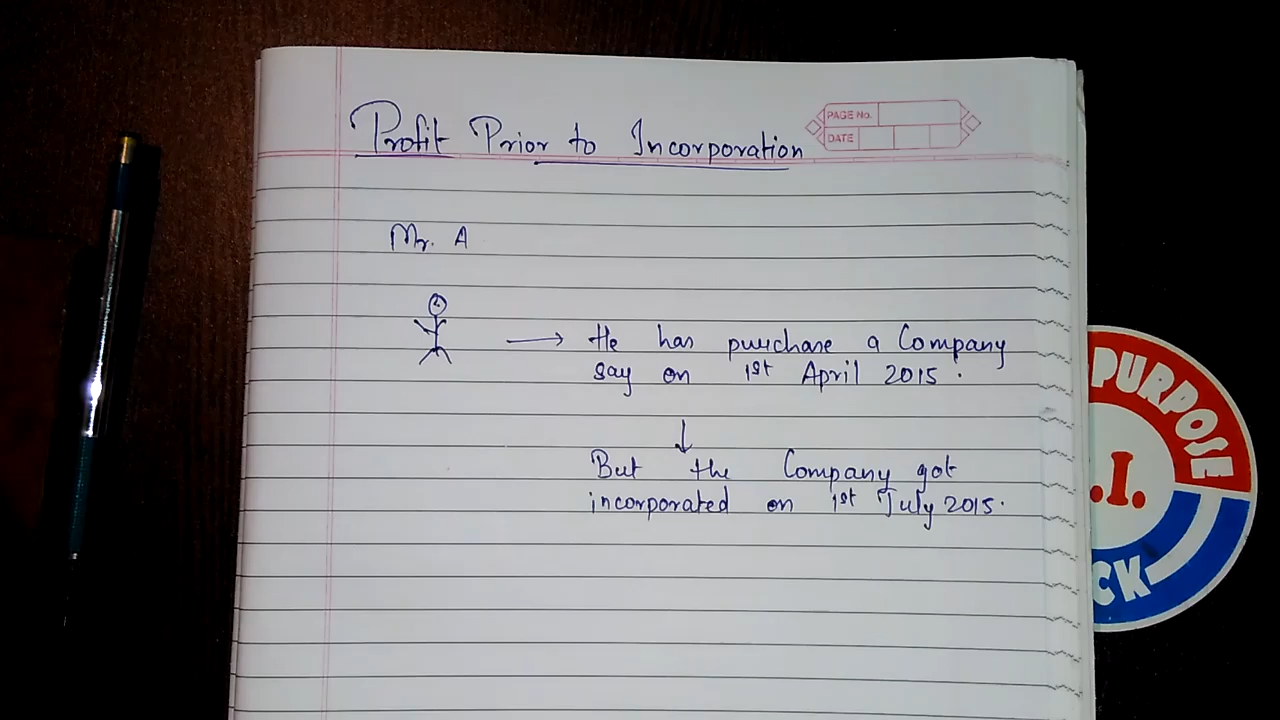 Profit Prior to Incorporation
PAGE No.
DATE
Mr. A
He has purchase a Company
say on 1st April 2015.
But the Company got
incorporated on 1st July 2015.
PURPOSE
.I.
CK